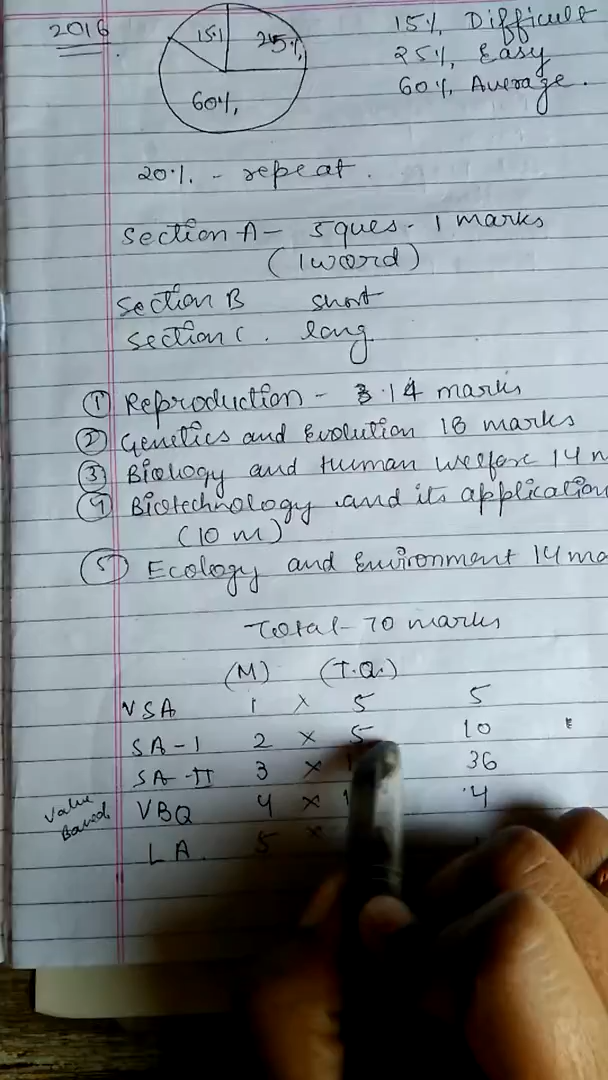 2016
15% 25%
60%
15% Difficult
25% Easy
60% Average.
20% - repeat.
Section A - 5 ques - 1 marks
(1 word)
Section B short
Section C. long
① Reproduction - 14 marks
② Genetics and Evolution 18 marks
③ Biology and Human welfare 14 m
④ Biotechnology and its application
(10 m)
⑤ Ecology and Environment 14 ma
Total - 70 marks
(M) (T.Q.)
VSA 1 x 5 5
SA-I 2 x 5 10
SA-II 3 x 1 36
Value Based VBQ 4 x 1 4
LA. 5 x